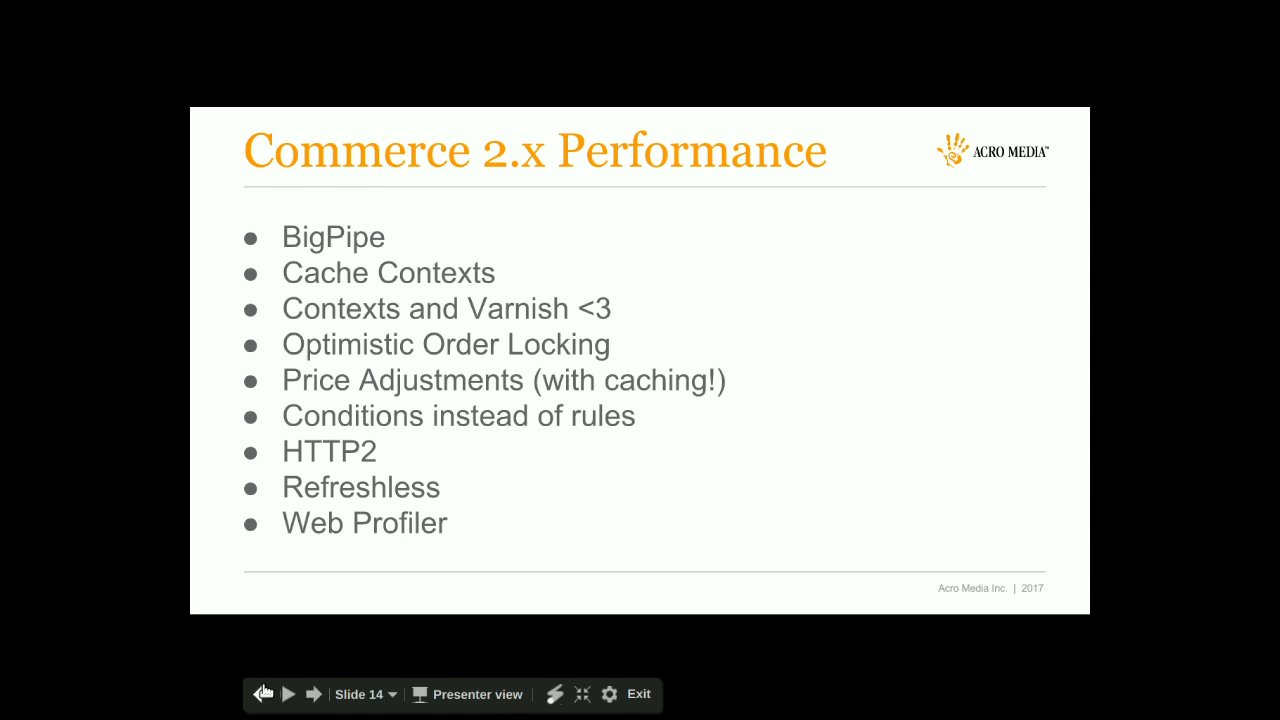 Commerce 2.x Performance
ACRO MEDIA™
● BigPipe
● Cache Contexts
● Contexts and Varnish <3
● Optimistic Order Locking
● Price Adjustments (with caching!)
● Conditions instead of rules
● HTTP2
● Refreshless
● Web Profiler
Acro Media Inc. | 2017
Slide 14 Presenter view Exit